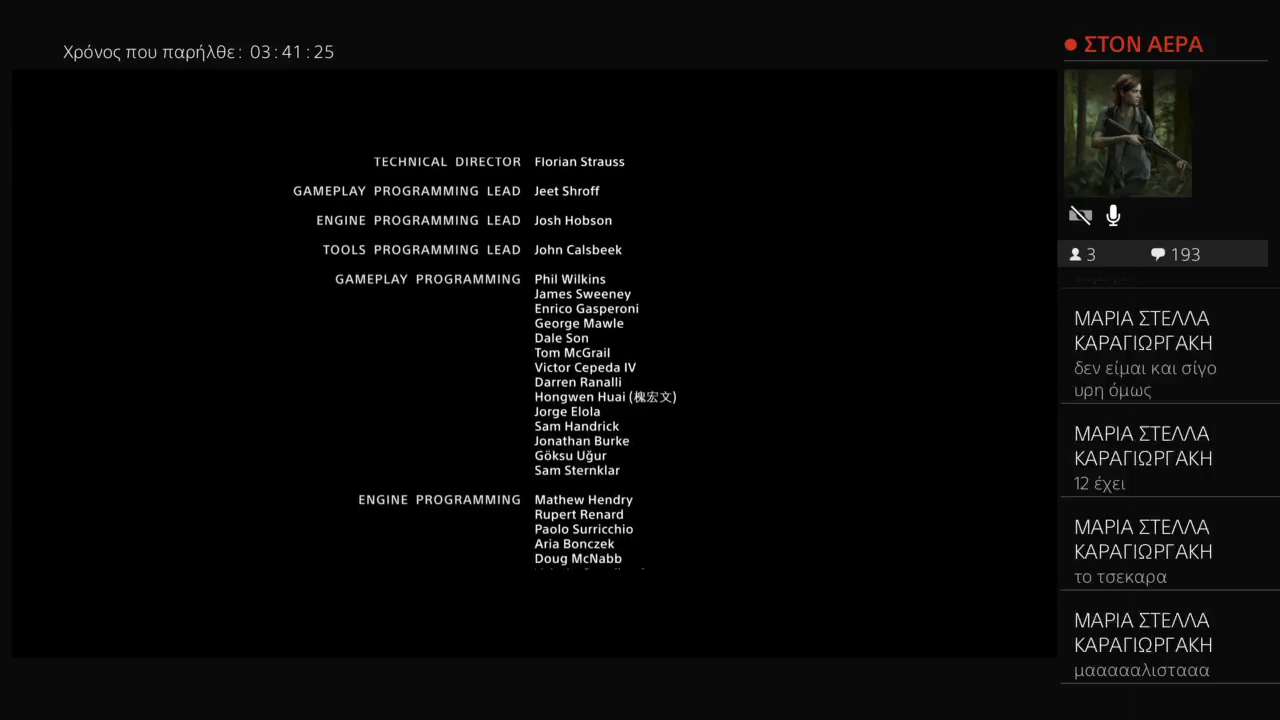 Χρόνος που παρήλθε: 03:41:25
TECHNICAL DIRECTOR Florian Strauss
GAMEPLAY PROGRAMMING LEAD Jeet Shroff
ENGINE PROGRAMMING LEAD Josh Hobson
TOOLS PROGRAMMING LEAD John Calsbeek
GAMEPLAY PROGRAMMING Phil Wilkins
James Sweeney
Enrico Gasperoni
George Mawle
Dale Son
Tom McGrail
Victor Cepeda IV
Darren Ranalli
Hongwen Huai (槐宏文)
Jorge Elola
Sam Handrick
Jonathan Burke
Göksu Uğur
Sam Sternklar
ENGINE PROGRAMMING Mathew Hendry
Rupert Renard
Paolo Surricchio
Aria Bonczek
Doug McNabb
ΣΤΟΝ ΑΕΡΑ
3 193
ΜΑΡΙΑ ΣΤΕΛΛΑ
ΚΑΡΑΓΙΩΡΓΑΚΗ
δεν είμαι και σίγο
υρη όμως
ΜΑΡΙΑ ΣΤΕΛΛΑ
ΚΑΡΑΓΙΩΡΓΑΚΗ
12 έχει
ΜΑΡΙΑ ΣΤΕΛΛΑ
ΚΑΡΑΓΙΩΡΓΑΚΗ
το τσεκαρα
ΜΑΡΙΑ ΣΤΕΛΛΑ
ΚΑΡΑΓΙΩΡΓΑΚΗ
μααααααλισταaα